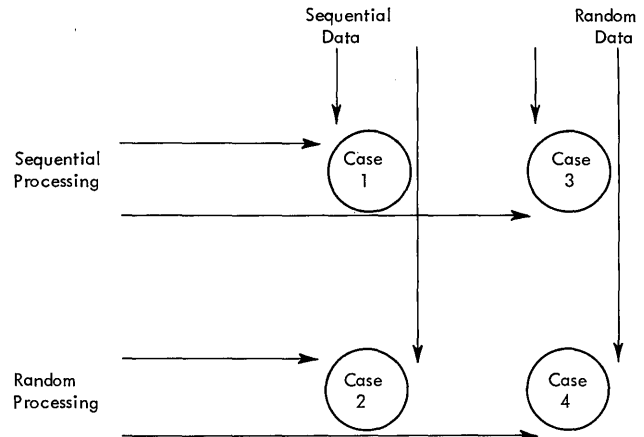 Sequential
Data
Random
Data
Sequential
Processing
Case
1
Case
3
Random
Processing
Case
2
Case
4